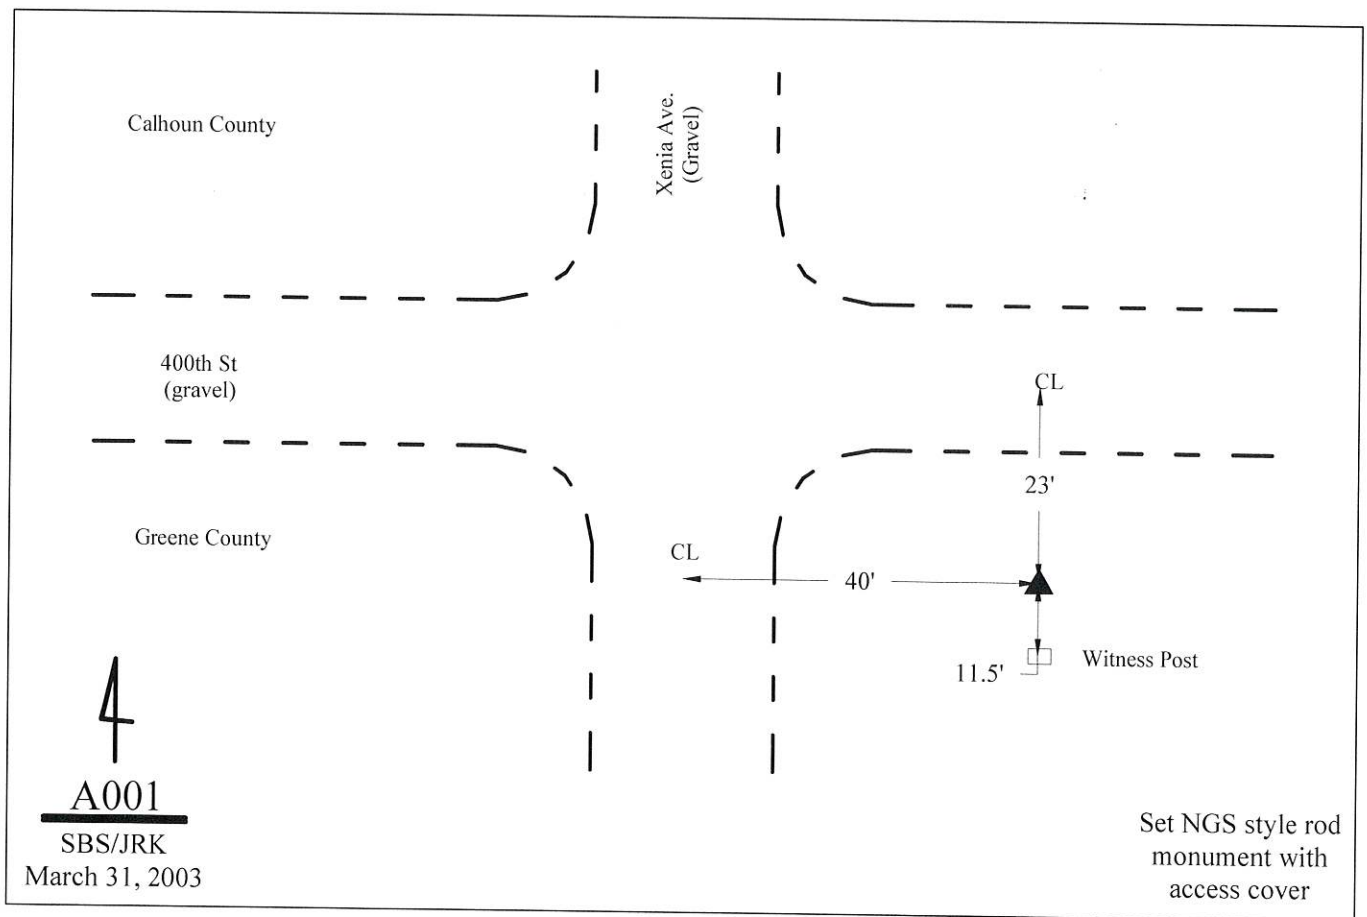 Calhoun County
Xenia Ave.
(Gravel)
400th St
(gravel)
CL
23'
Greene County
CL
40'
11.5'
Witness Post
A001
SBS/JRK
March 31, 2003
Set NGS style rod
monument with
access cover